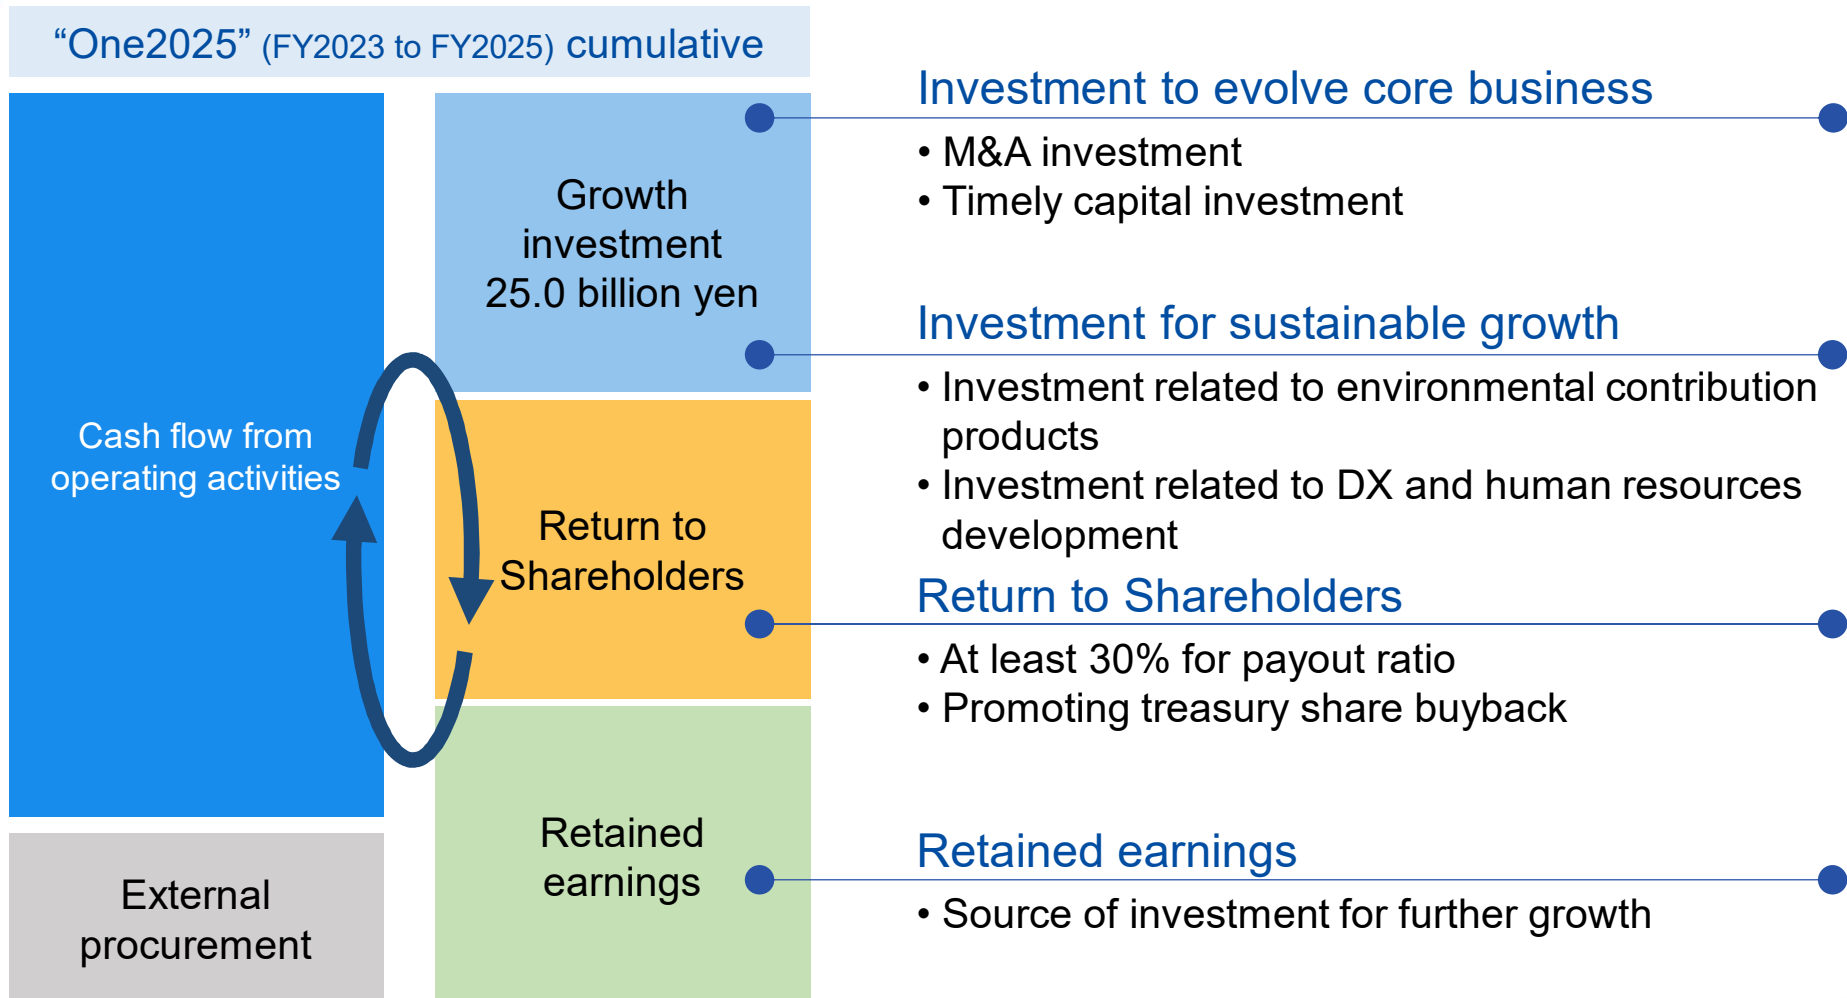 “One2025” (FY2023 to FY2025) cumulative
Cash flow from
operating activities
External
procurement
Growth
investment
25.0 billion yen
Return to
Shareholders
Retained
earnings
Investment to evolve core business
• M&A investment
• Timely capital investment
Investment for sustainable growth
• Investment related to environmental contribution
products
• Investment related to DX and human resources
development
Return to Shareholders
• At least 30% for payout ratio
• Promoting treasury share buyback
Retained earnings
• Source of investment for further growth